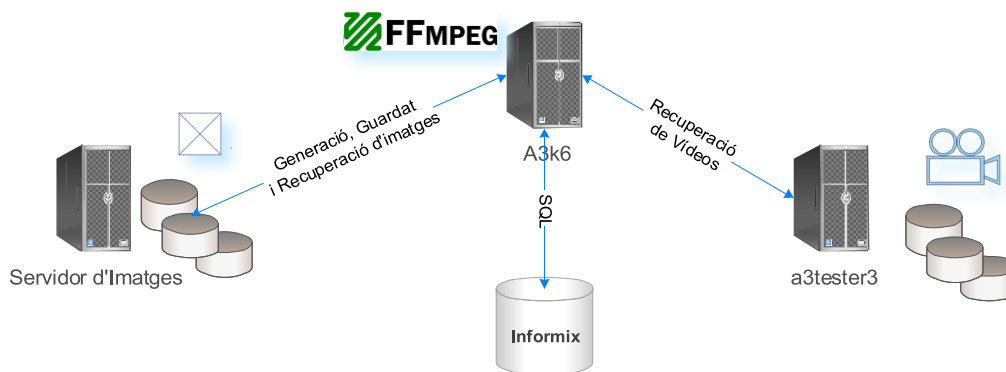 FFMPEG
Generació, Guardat
i Recuperació d'imatges
A3k6
Recuperació
de Vídeos
SQL
Servidor d'Imatges
a3tester3
Informix